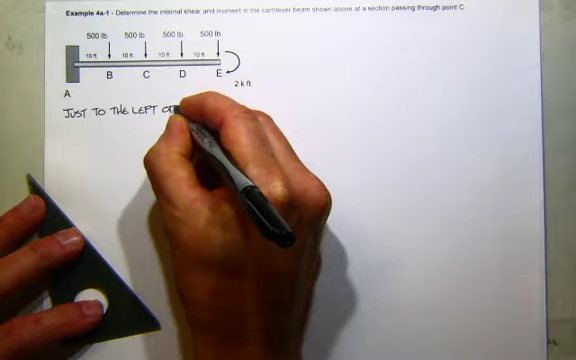 Example 4a-1 - Determine the internal shear and moment in the cantilever beam shown above at a section passing through point C.
500 lb. 500 lb. 500 lb. 500 lb.
10 ft. 10 ft. 10 ft. 10 ft.
B C D E
2 k·ft.
A
JUST TO THE LEFT OF